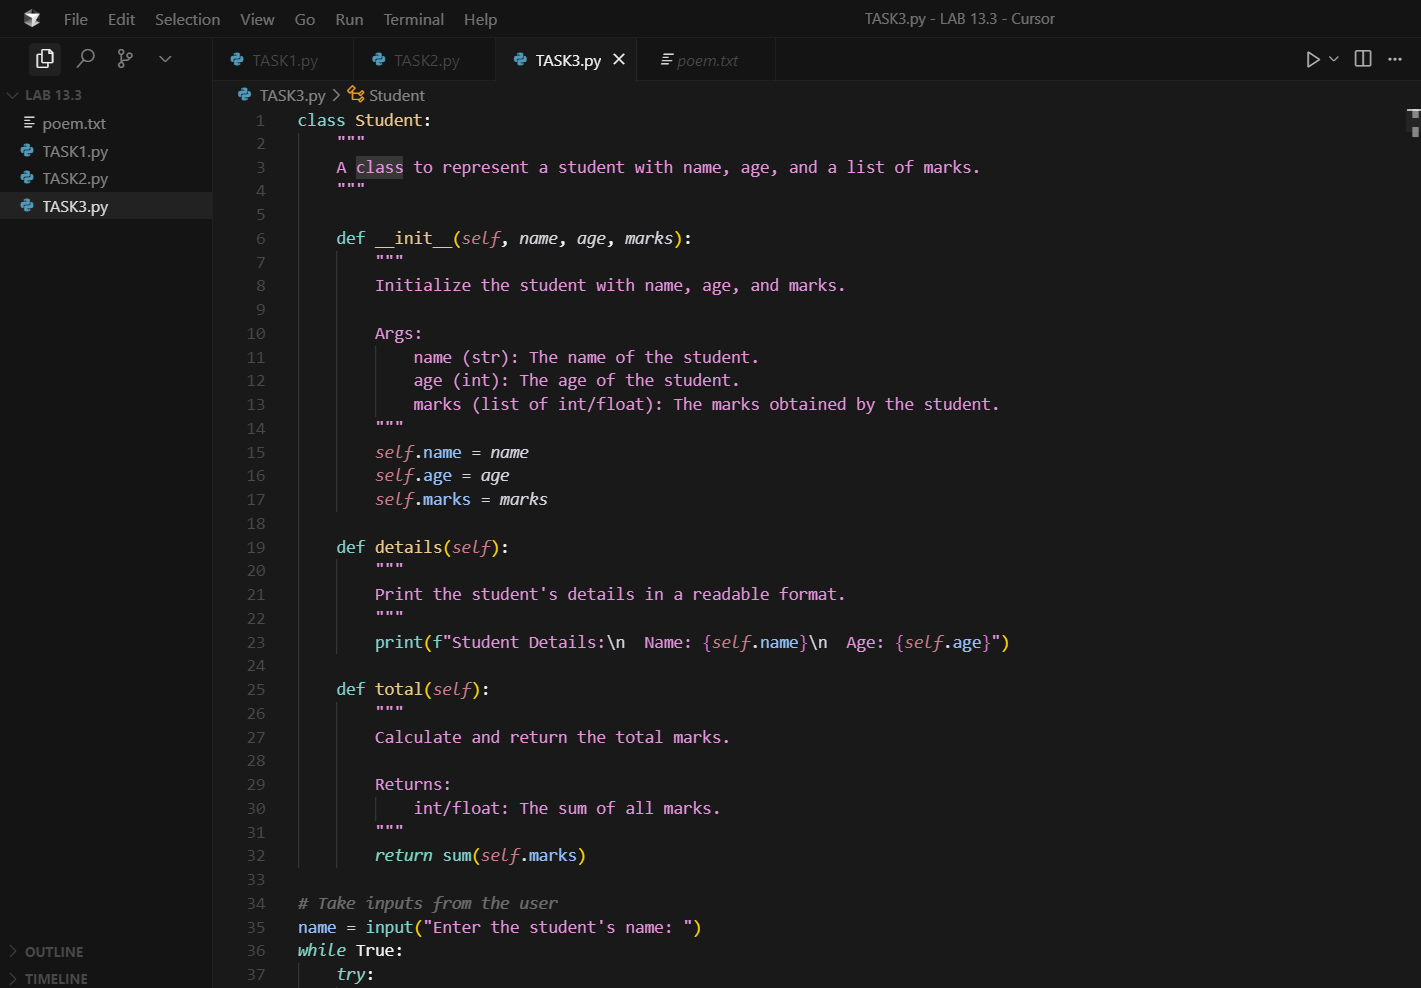 File Edit Selection View Go Run Terminal Help
TASK3.py - LAB 13.3 - Cursor
TASK1.py
TASK2.py
TASK3.py
poem.txt
LAB 13.3
poem.txt
TASK1.py
TASK2.py
TASK3.py
OUTLINE
TIMELINE
TASK3.py > Student
1 class Student:
2     """
3     A class to represent a student with name, age, and a list of marks.
4     """
5
6     def __init__(self, name, age, marks):
7         """
8         Initialize the student with name, age, and marks.
9
10         Args:
11             name (str): The name of the student.
12             age (int): The age of the student.
13             marks (list of int/float): The marks obtained by the student.
14         """
15         self.name = name
16         self.age = age
17         self.marks = marks
18
19     def details(self):
20         """
21         Print the student's details in a readable format.
22         """
23         print(f"Student Details:\n  Name: {self.name}\n  Age: {self.age}")
24
25     def total(self):
26         """
27         Calculate and return the total marks.
28
29         Returns:
30             int/float: The sum of all marks.
31         """
32         return sum(self.marks)
33
34 # Take inputs from the user
35 name = input("Enter the student's name: ")
36 while True:
37     try: